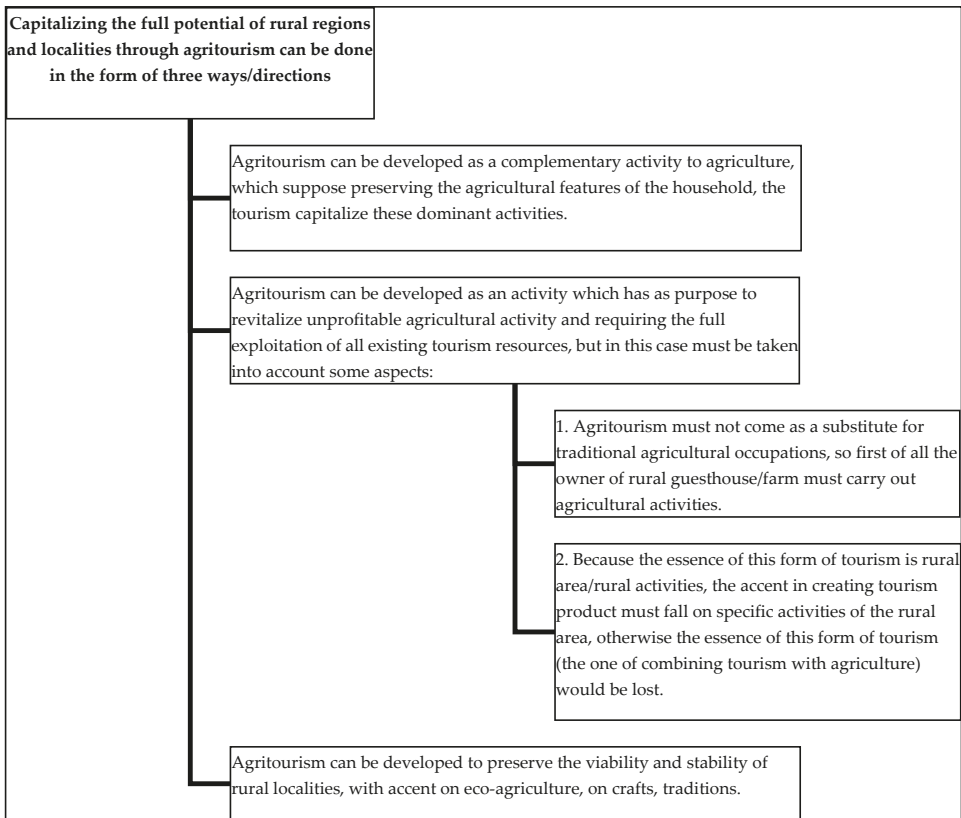 Capitalizing the full potential of rural regions
and localities through agritourism can be done
in the form of three ways/directions
Agritourism can be developed as a complementary activity to agriculture,
which suppose preserving the agricultural features of the household, the
tourism capitalize these dominant activities.
Agritourism can be developed as an activity which has as purpose to
revitalize unprofitable agricultural activity and requiring the full
exploitation of all existing tourism resources, but in this case must be taken
into account some aspects:
1. Agritourism must not come as a substitute for
traditional agricultural occupations, so first of all the
owner of rural guesthouse/farm must carry out
agricultural activities.
2. Because the essence of this form of tourism is rural
area/rural activities, the accent in creating tourism
product must fall on specific activities of the rural
area, otherwise the essence of this form of tourism
(the one of combining tourism with agriculture)
would be lost.
Agritourism can be developed to preserve the viability and stability of
rural localities, with accent on eco-agriculture, on crafts, traditions.